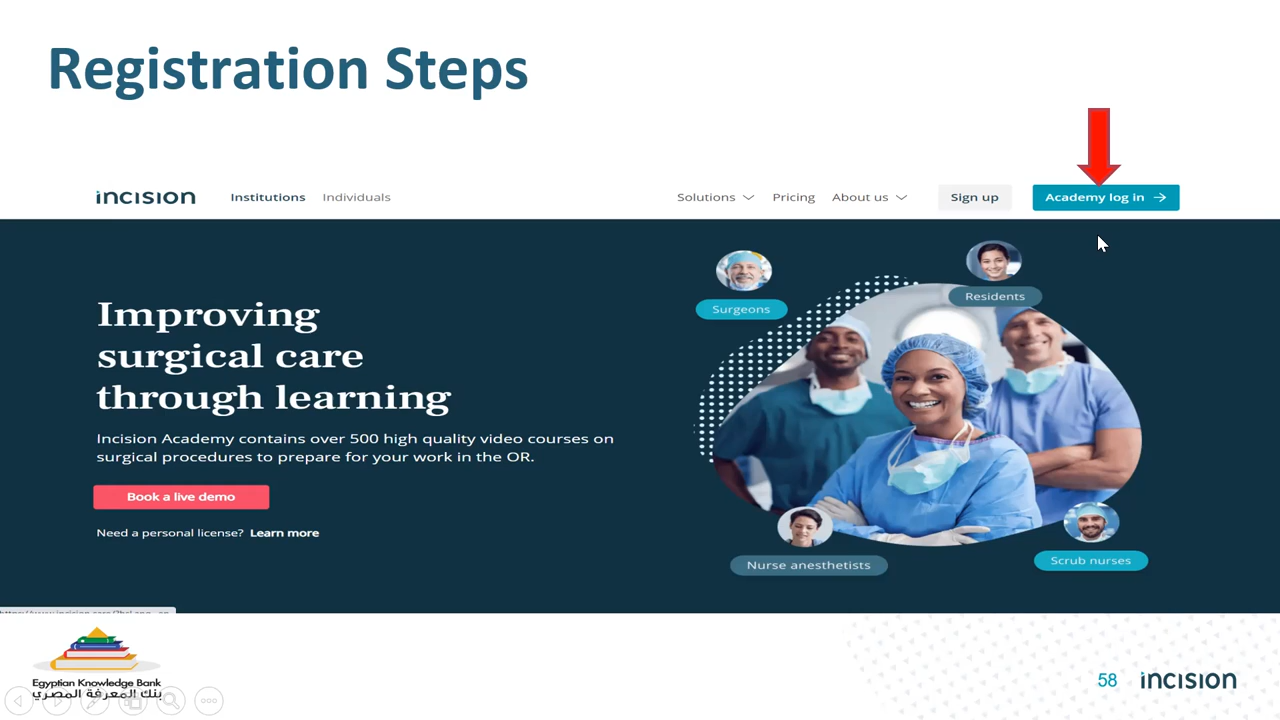 Registration Steps
incision Institutions Individuals Solutions Pricing About us Sign up Academy log in
Surgeons
Residents
Improving
surgical care
through learning
Incision Academy contains over 500 high quality video courses on
surgical procedures to prepare for your work in the OR.
Book a live demo
Need a personal license? Learn more
Nurse anesthetists
Scrub nurses
Egyptian Knowledge Bank
بنك المعرفة المصري
58 incision